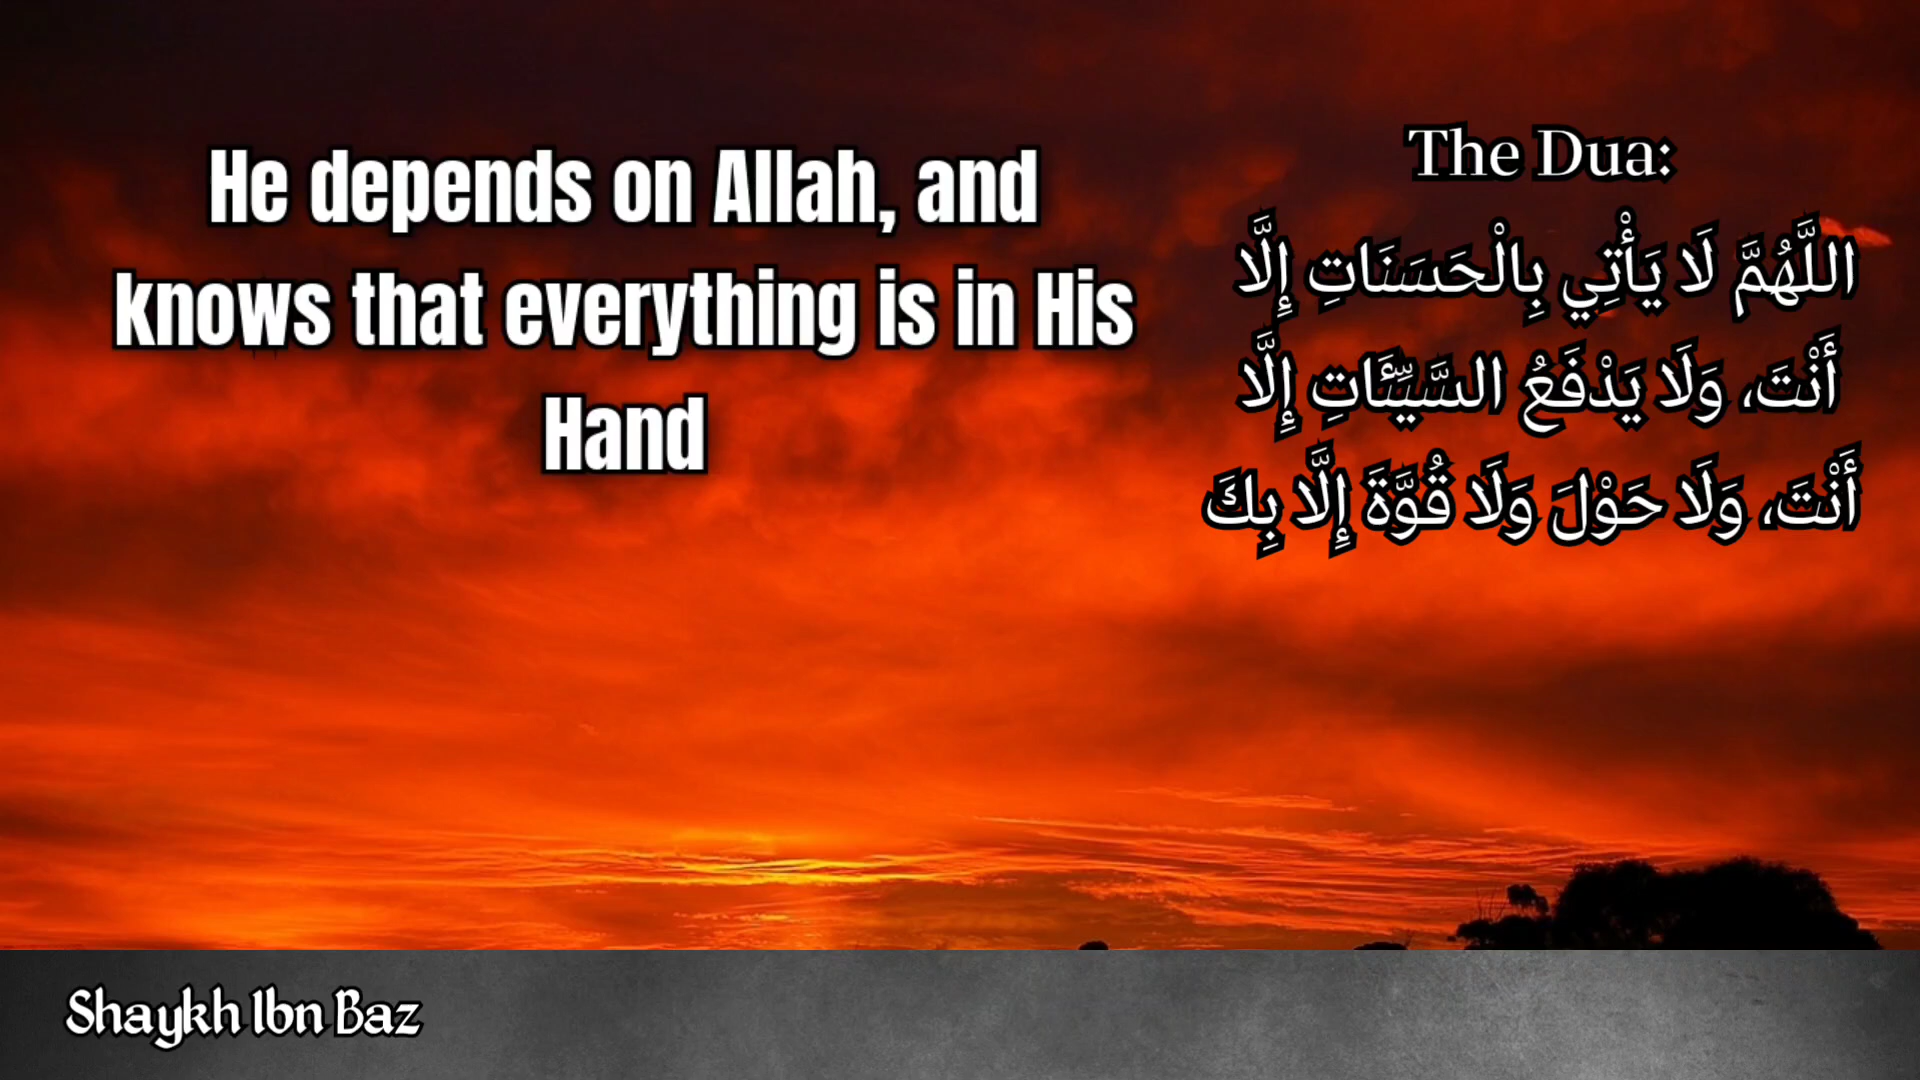 He depends on Allah, and
knows that everything is in His
Hand
The Dua:
اللَّهُمَّ لَا يَأْتِي بِالْحَسَنَاتِ إِلَّا
أَنْتَ، وَلَا يَدْفَعُ السَّيِّئَاتِ إِلَّا
أَنْتَ، وَلَا حَوْلَ وَلَا قُوَّةَ إِلَّا بِكَ
Shaykh Ibn Baz